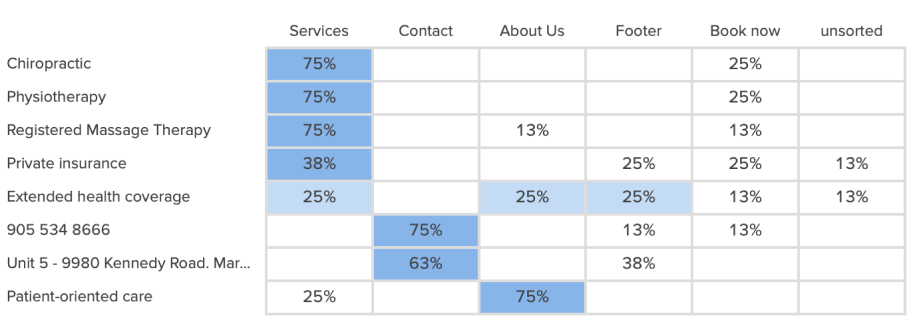 Services Contact About Us Footer Book now unsorted
Chiropractic 75% 25%
Physiotherapy 75% 25%
Registered Massage Therapy 75% 13% 13%
Private insurance 38% 25% 25% 13%
Extended health coverage 25% 25% 25% 13% 13%
905 534 8666 75% 13% 13%
Unit 5 - 9980 Kennedy Road. Mar... 63% 38%
Patient-oriented care 25% 75%